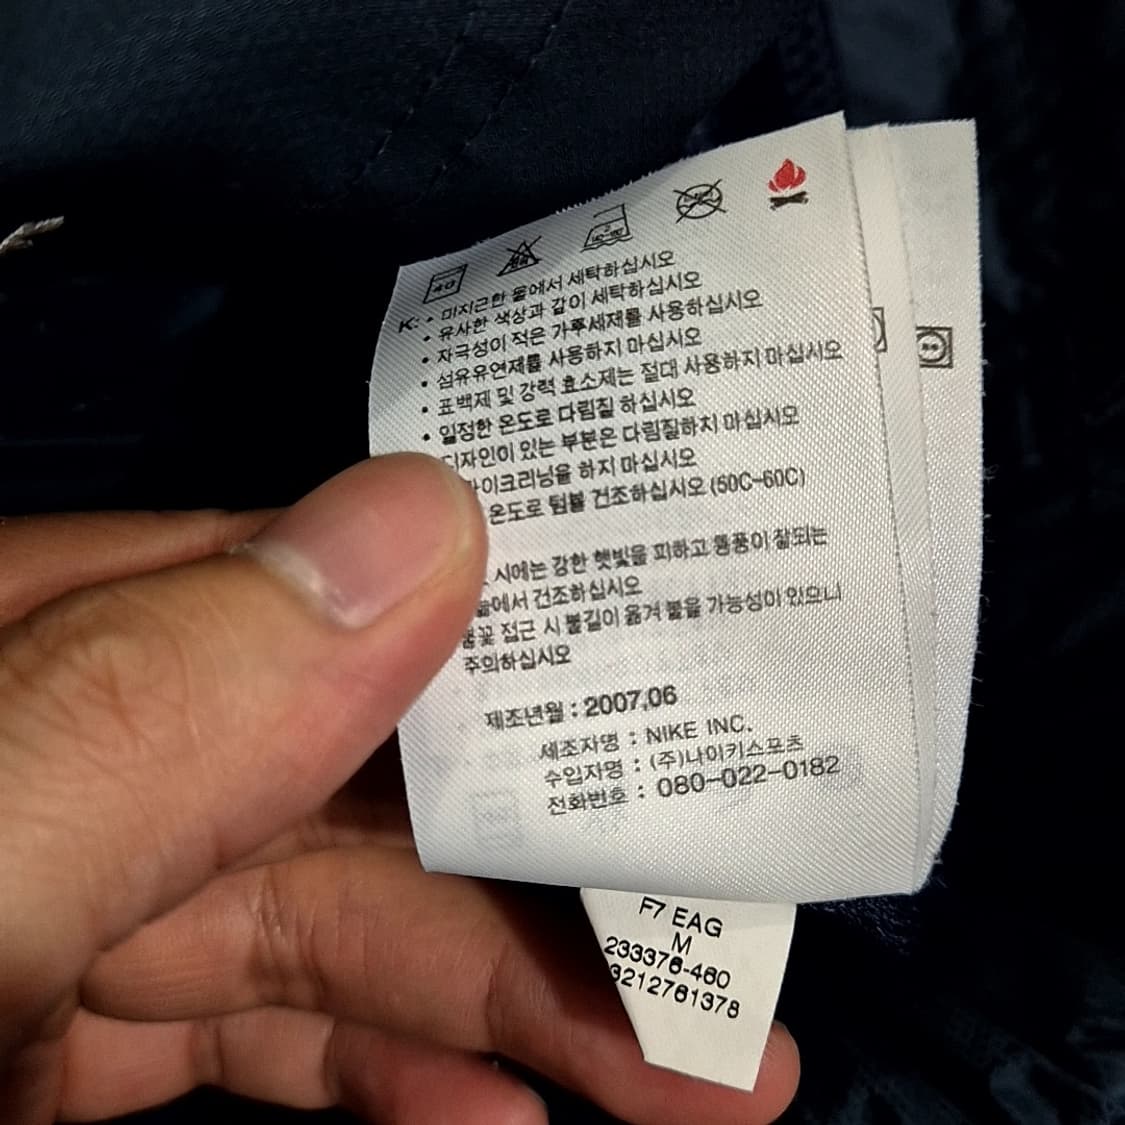 40
K: • 미지근한 물에서 세탁하십시오
• 유사한 색상과 같이 세탁하십시오
• 자극성이 적은 가루세제를 사용하십시오
• 섬유유연제를 사용하지 마십시오
• 표백제 및 강력 효소제는 절대 사용하지 마십시오
• 일정한 온도로 다림질 하십시오
디자인이 있는 부분은 다림질하지 마십시오
하지 마십시오
온도로 텀블 건조하십시오 (50C-60C)
시에는 강한 햇빛을 피하고 통풍이 잘되는
건조하십시오
불꽃 접근 시 불길이 옮겨 붙을 가능성이 있으니
주의하십시오
제조년월 : 2007.06
제조자명 : NIKE INC.
수입자명 : (주)나이키스포츠
전화번호 : 080-022-0182
F7 EAG
M
233376-460
3212761378